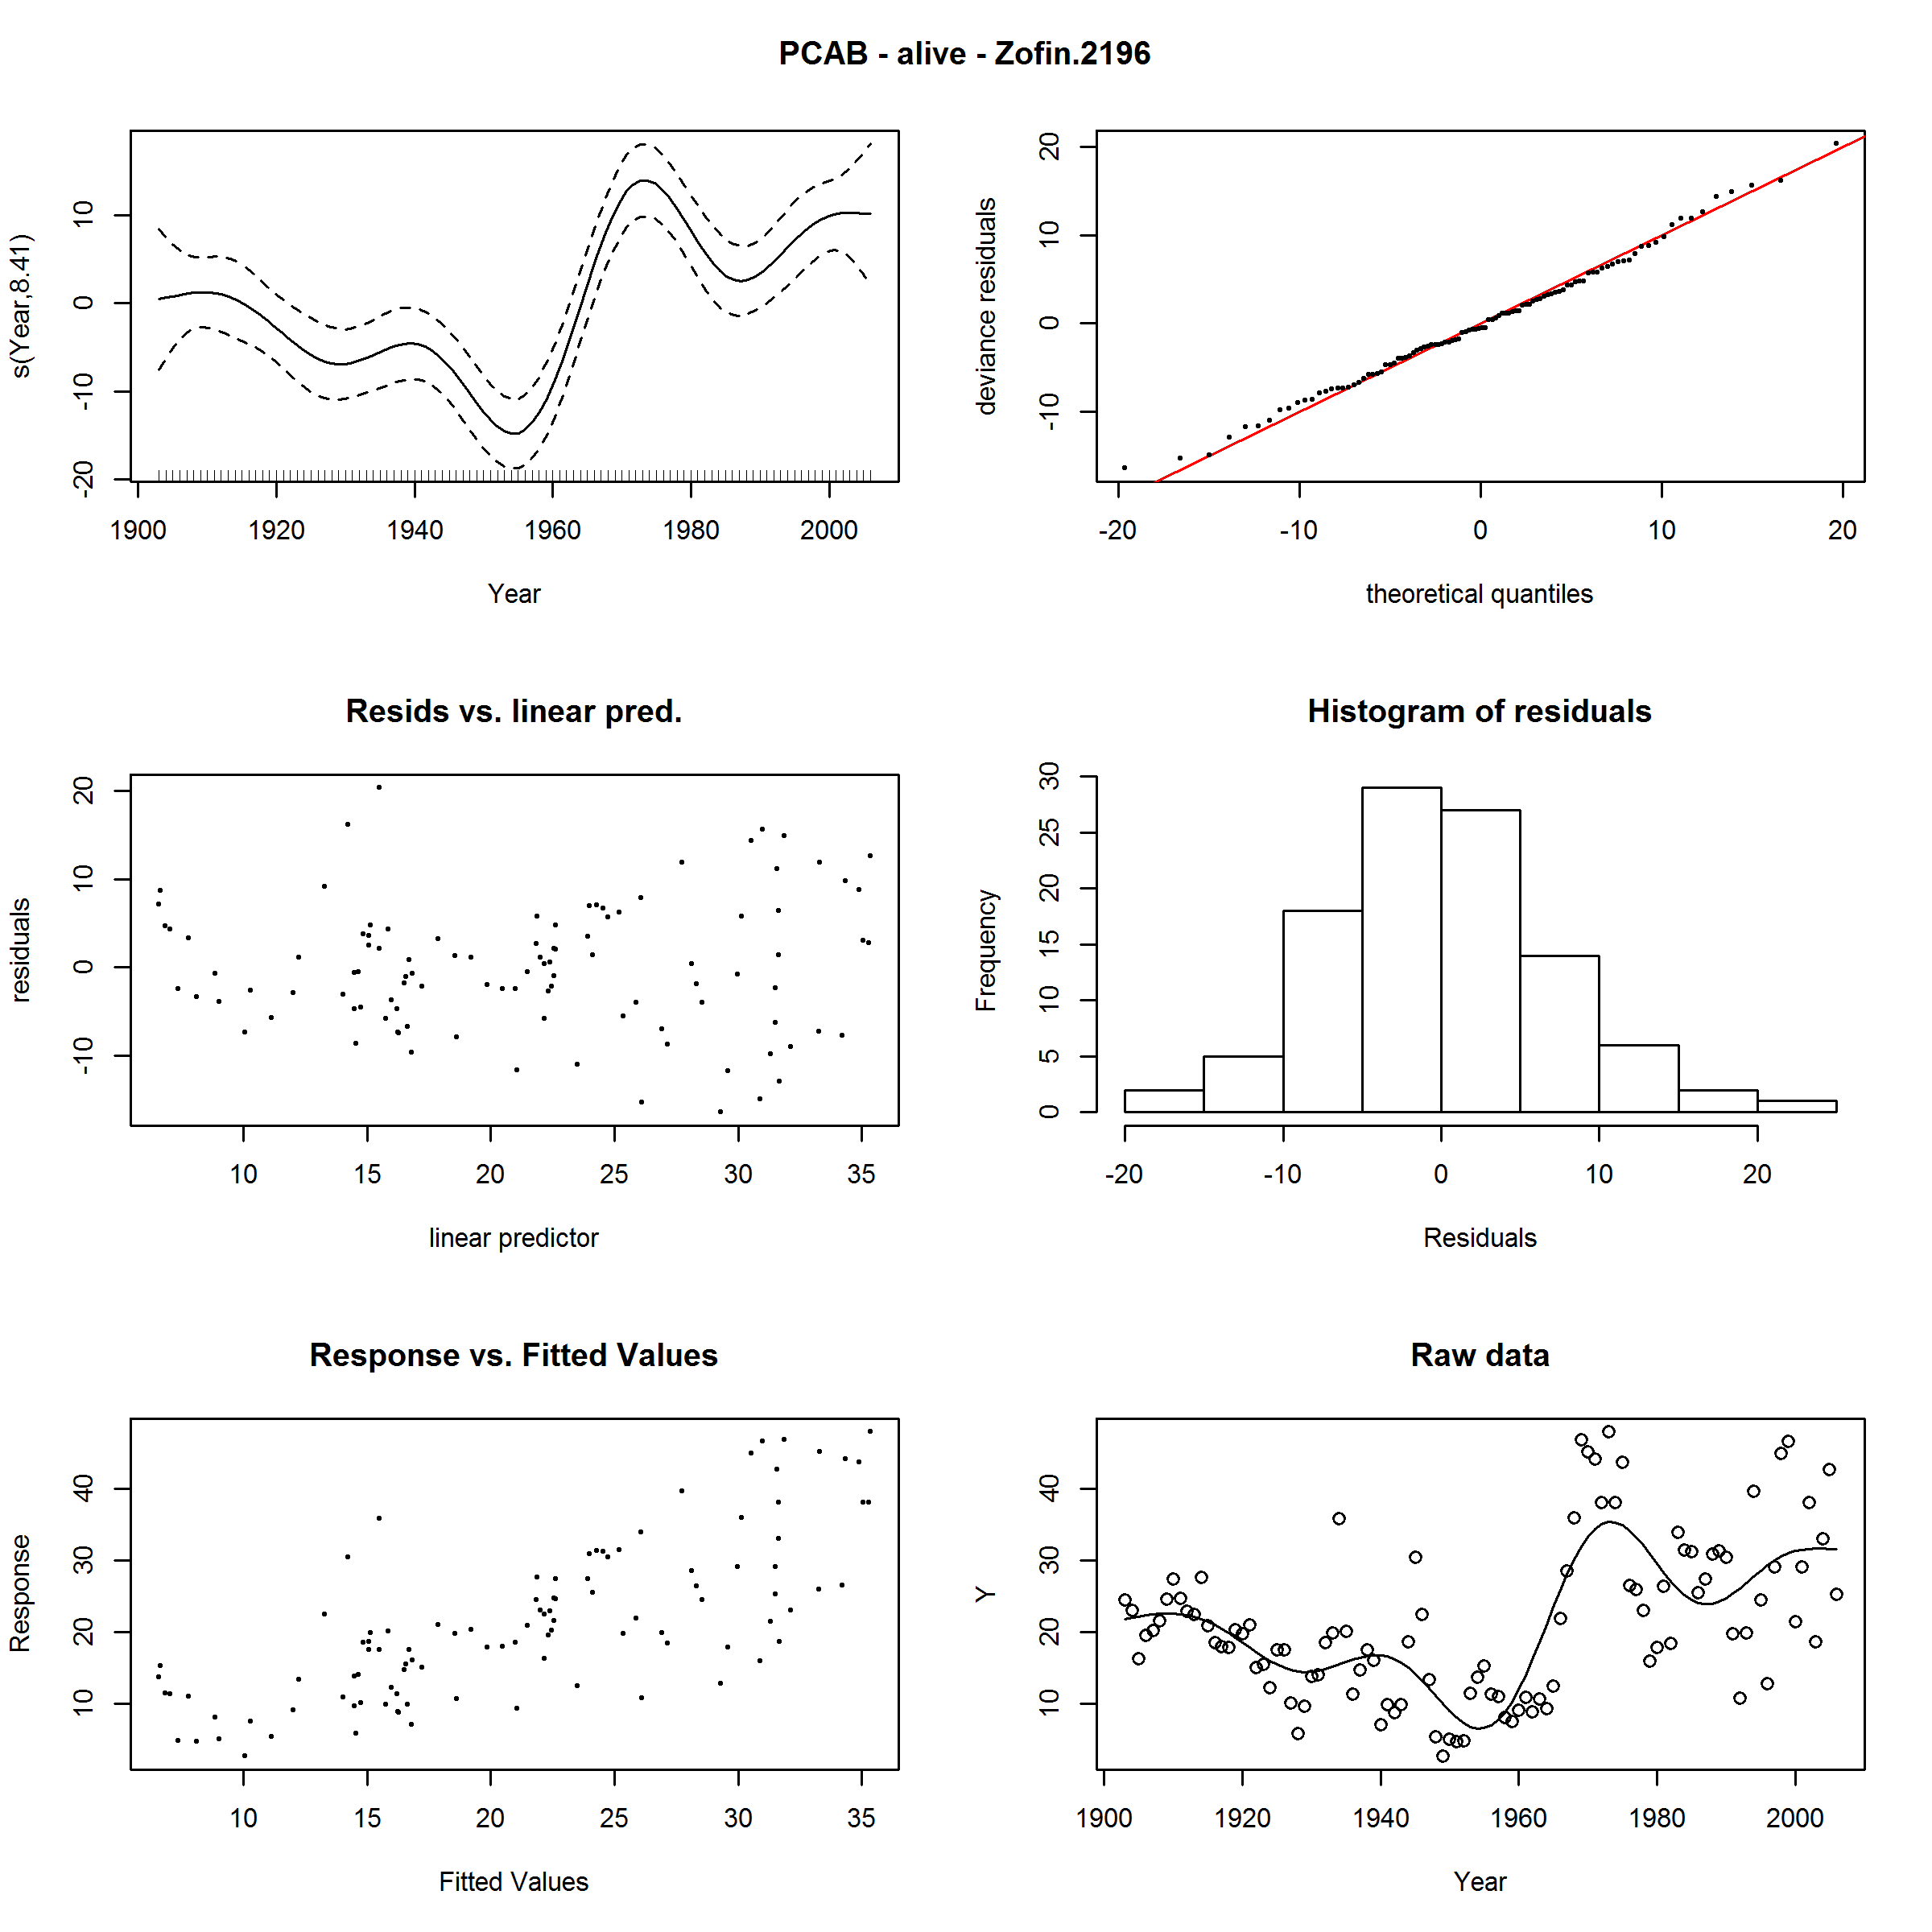 PCAB - alive - Zofin.2196
s(Year,8.41)
-20 -10 0 10
1900 1920 1940 1960 1980 2000
Year
deviance residuals
-10 0 10 20
-20 -10 0 10 20
theoretical quantiles
Resids vs. linear pred.
residuals
-10 0 10 20
10 15 20 25 30 35
linear predictor
Histogram of residuals
Frequency
0 5 10 15 20 25 30
-20 -10 0 10 20
Residuals
Response vs. Fitted Values
Response
10 20 30 40
10 15 20 25 30 35
Fitted Values
Raw data
Y
10 20 30 40
1900 1920 1940 1960 1980 2000
Year